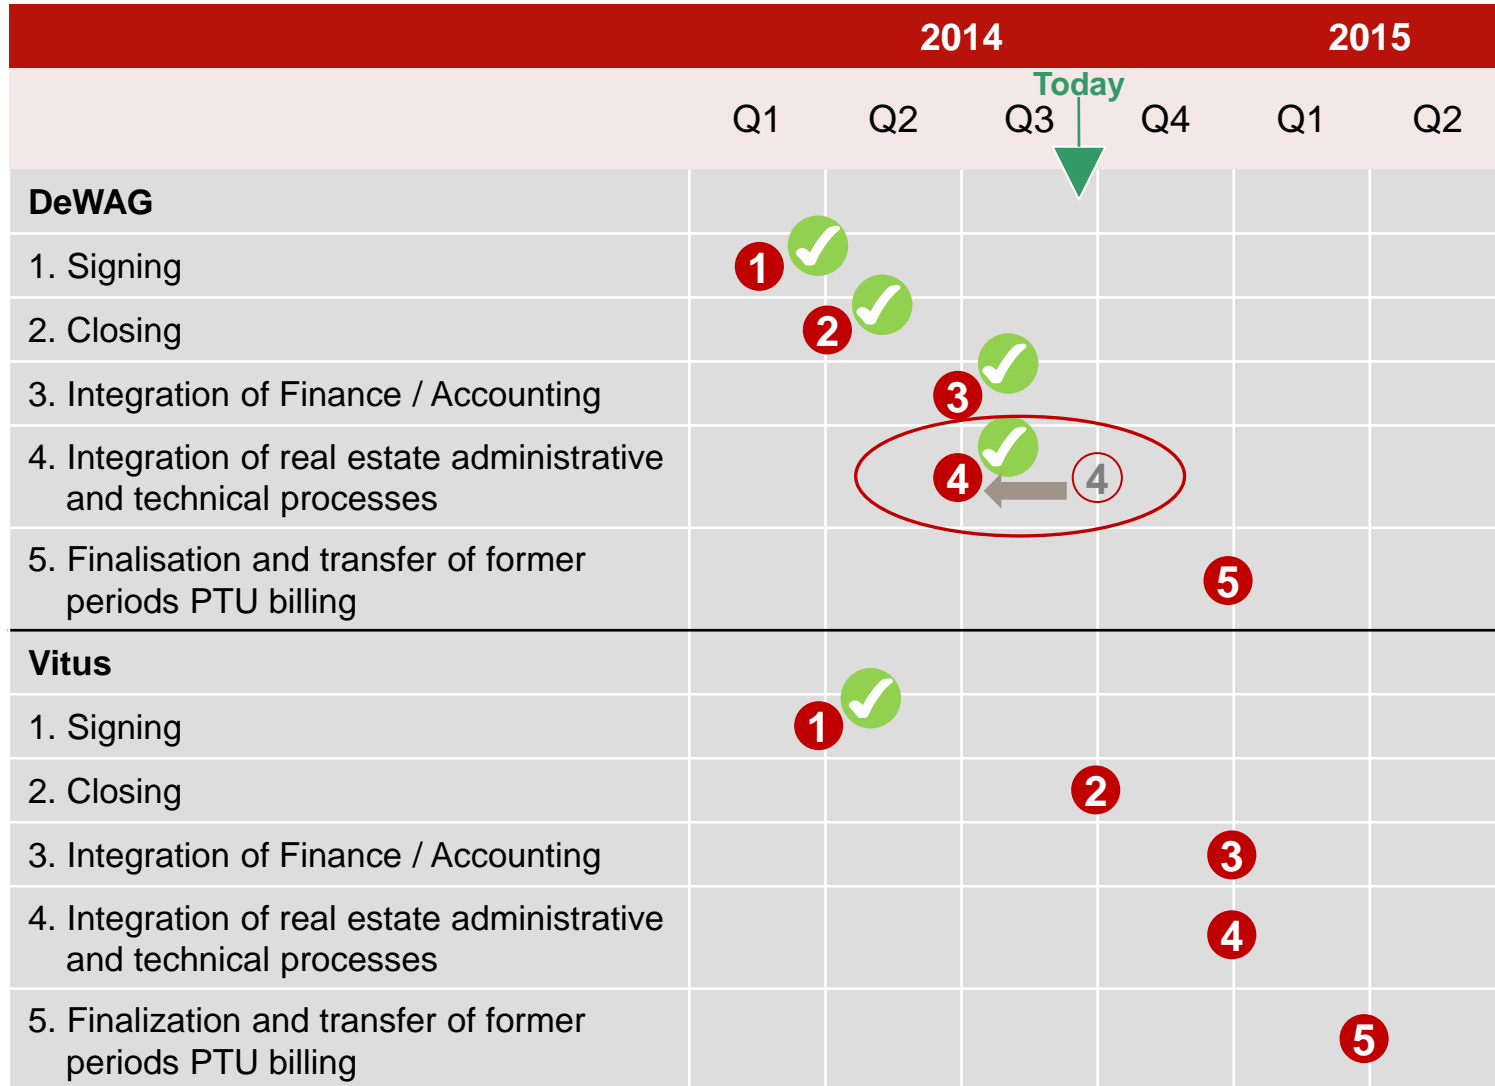 2014 2015
Today
Q1 Q2 Q3 Q4 Q1 Q2
DeWAG
1. Signing 1
2. Closing 2
3. Integration of Finance / Accounting 3
4. Integration of real estate administrative
and technical processes 4 4
5. Finalisation and transfer of former
periods PTU billing 5
Vitus
1. Signing 1
2. Closing 2
3. Integration of Finance / Accounting 3
4. Integration of real estate administrative
and technical processes 4
5. Finalization and transfer of former
periods PTU billing 5